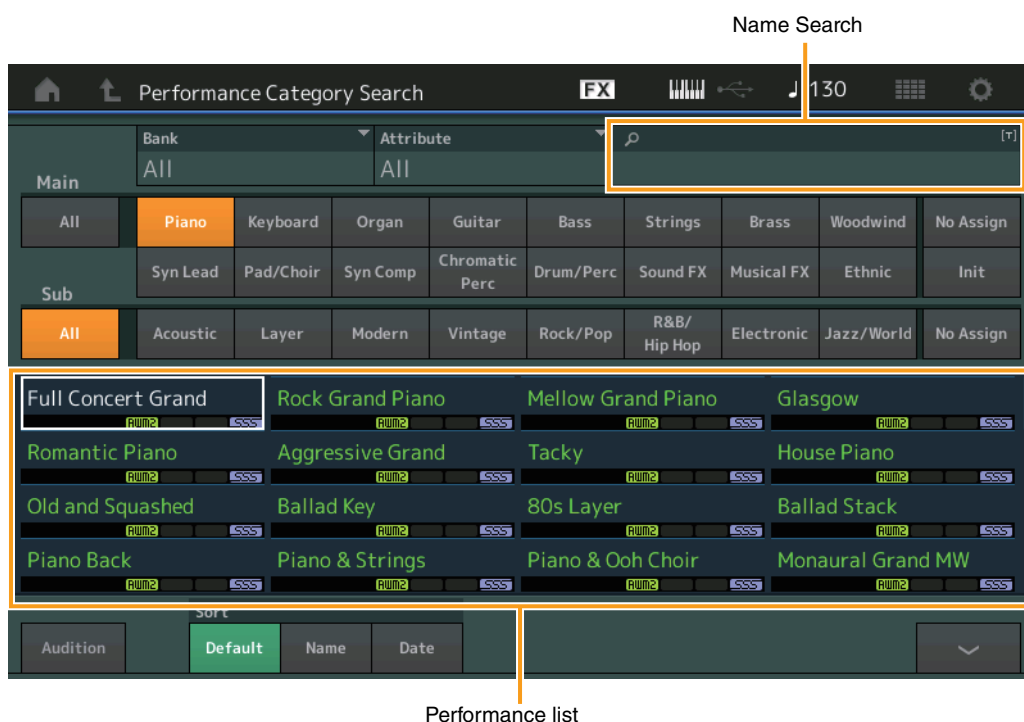 Name Search
Performance Category Search FX 130
Bank Attribute [T]
All All
Main
All Piano Keyboard Organ Guitar Bass Strings Brass Woodwind No Assign
Syn Lead Pad/Choir Syn Comp Chromatic Perc Drum/Perc Sound FX Musical FX Ethnic Init
Sub
All Acoustic Layer Modern Vintage Rock/Pop R&B/ Hip Hop Electronic Jazz/World No Assign
Full Concert Grand Rock Grand Piano Mellow Grand Piano Glasgow
AWM2 SSS AWM2 SSS AWM2 SSS AWM2 SSS
Romantic Piano Aggressive Grand Tacky House Piano
AWM2 SSS AWM2 SSS AWM2 SSS AWM2 SSS
Old and Squashed Ballad Key 80s Layer Ballad Stack
AWM2 SSS AWM2 SSS AWM2 SSS AWM2 SSS
Piano Back Piano & Strings Piano & Ooh Choir Monaural Grand MW
AWM2 SSS AWM2 SSS AWM2 SSS AWM2 SSS
Sort
Audition Default Name Date
Performance list